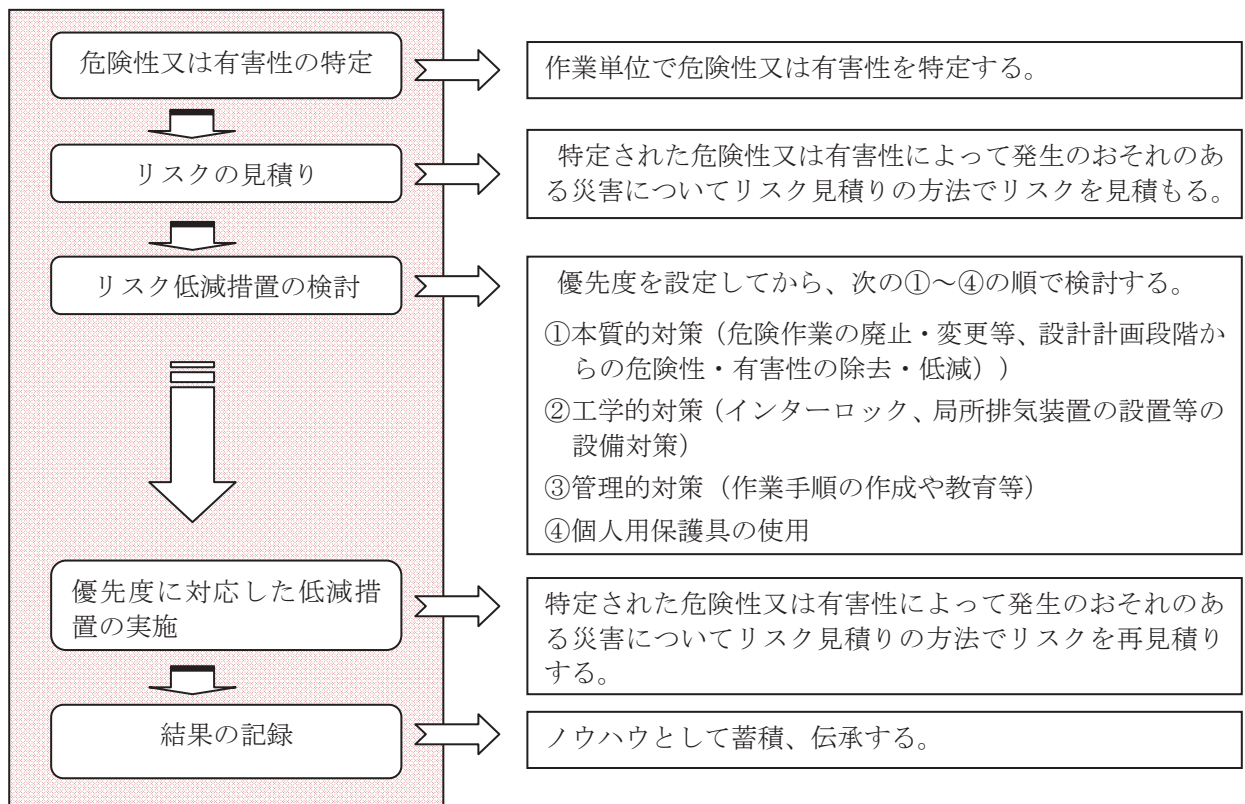 危険性又は有害性の特定
作業単位で危険性又は有害性を特定する。
リスクの見積り
特定された危険性又は有害性によって発生のおそれのあ
る災害についてリスク見積りの方法でリスクを見積もる。
リスク低減措置の検討
優先度を設定してから、次の①~④の順で検討する。
①本質的対策(危険作業の廃止・変更等、設計計画段階か
らの危険性・有害性の除去・低減))
②工学的対策(インターロック、局所排気装置の設置等の
設備対策)
③管理的対策(作業手順の作成や教育等)
④個人用保護具の使用
優先度に対応した低減措
置の実施
特定された危険性又は有害性によって発生のおそれのあ
る災害についてリスク見積りの方法でリスクを再見積り
する。
結果の記録
ノウハウとして蓄積、伝承する。